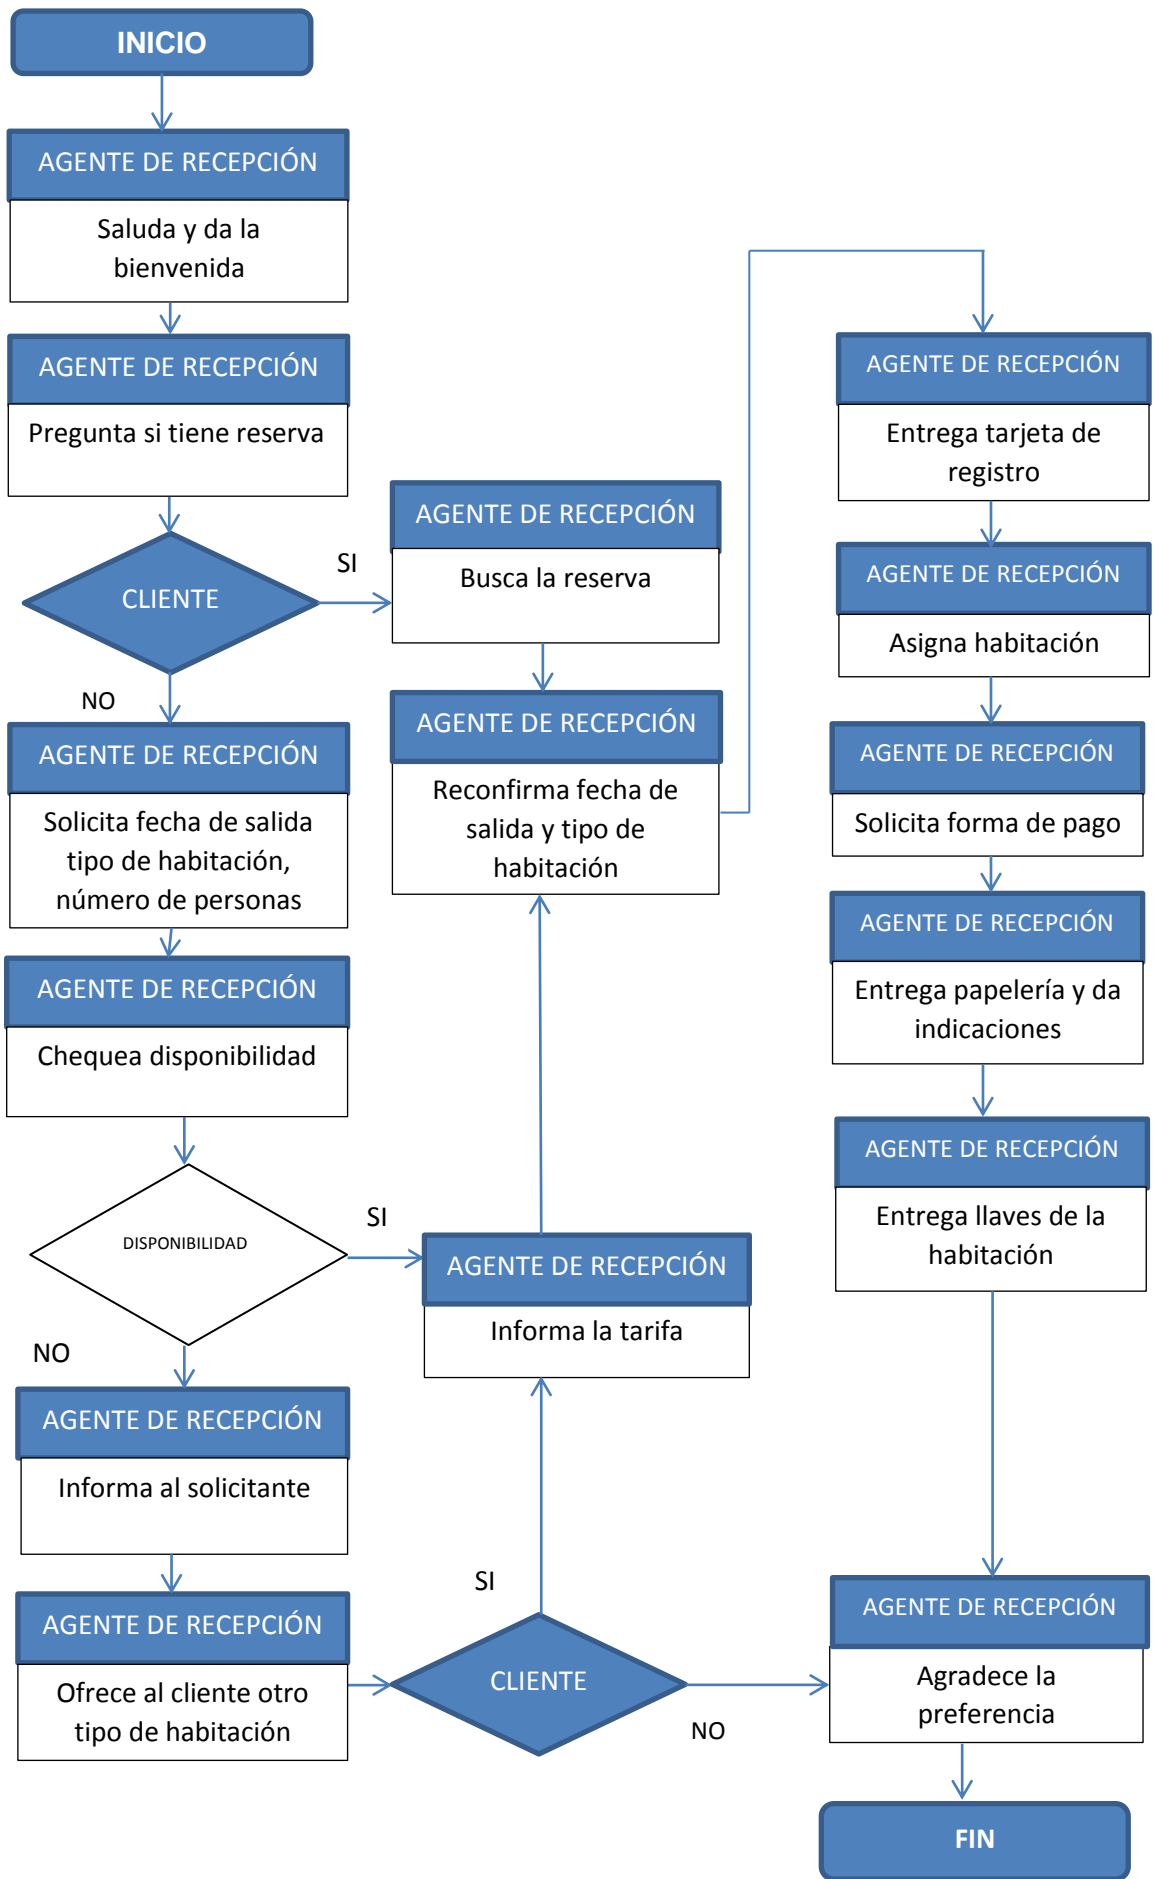 INICIO
AGENTE DE RECEPCIÓN
Saluda y da la
bienvenida
AGENTE DE RECEPCIÓN
Pregunta si tiene reserva
CLIENTE
SI
NO
AGENTE DE RECEPCIÓN
Busca la reserva
AGENTE DE RECEPCIÓN
Reconfirma fecha de
salida y tipo de
habitación
AGENTE DE RECEPCIÓN
Solicita fecha de salida
tipo de habitación,
número de personas
AGENTE DE RECEPCIÓN
Chequea disponibilidad
DISPONIBILIDAD
SI
NO
AGENTE DE RECEPCIÓN
Informa la tarifa
AGENTE DE RECEPCIÓN
Informa al solicitante
AGENTE DE RECEPCIÓN
Ofrece al cliente otro
tipo de habitación
SI
CLIENTE
NO
AGENTE DE RECEPCIÓN
Entrega tarjeta de
registro
AGENTE DE RECEPCIÓN
Asigna habitación
AGENTE DE RECEPCIÓN
Solicita forma de pago
AGENTE DE RECEPCIÓN
Entrega papelería y da
indicaciones
AGENTE DE RECEPCIÓN
Entrega llaves de la
habitación
AGENTE DE RECEPCIÓN
Agradece la
preferencia
FIN